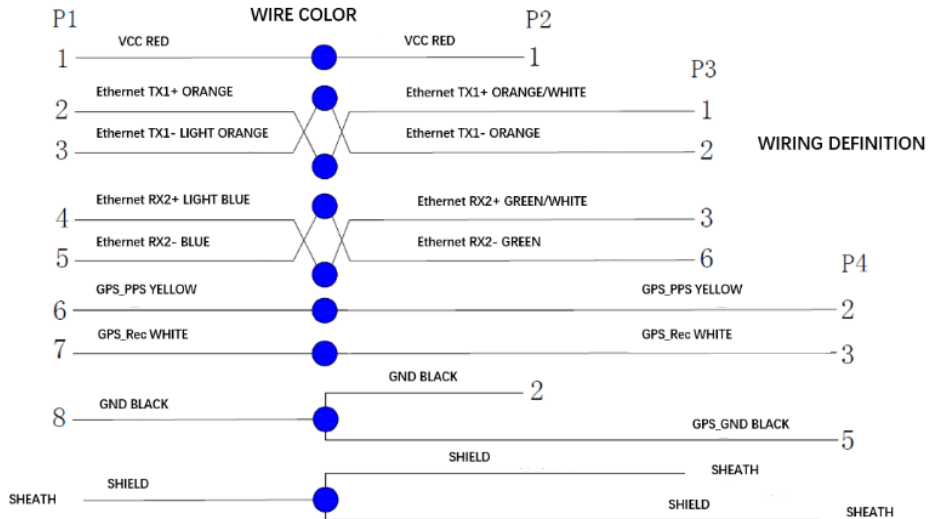 P1 WIRE COLOR P2
VCC RED VCC RED
1 1
P3
Ethernet TX1+ ORANGE Ethernet TX1+ ORANGE/WHITE
2 1
Ethernet TX1- LIGHT ORANGE Ethernet TX1- ORANGE
3 2 WIRING DEFINITION
Ethernet RX2+ LIGHT BLUE Ethernet RX2+ GREEN/WHITE
4 3
Ethernet RX2- BLUE Ethernet RX2- GREEN
5 6 P4
GPS_PPS YELLOW GPS_PPS YELLOW
6 2
GPS_Rec WHITE GPS_Rec WHITE
7 3
GND BLACK
2
GND BLACK
8
GPS_GND BLACK
5
SHIELD
SHEATH
SHIELD
SHEATH
SHIELD
SHEATH